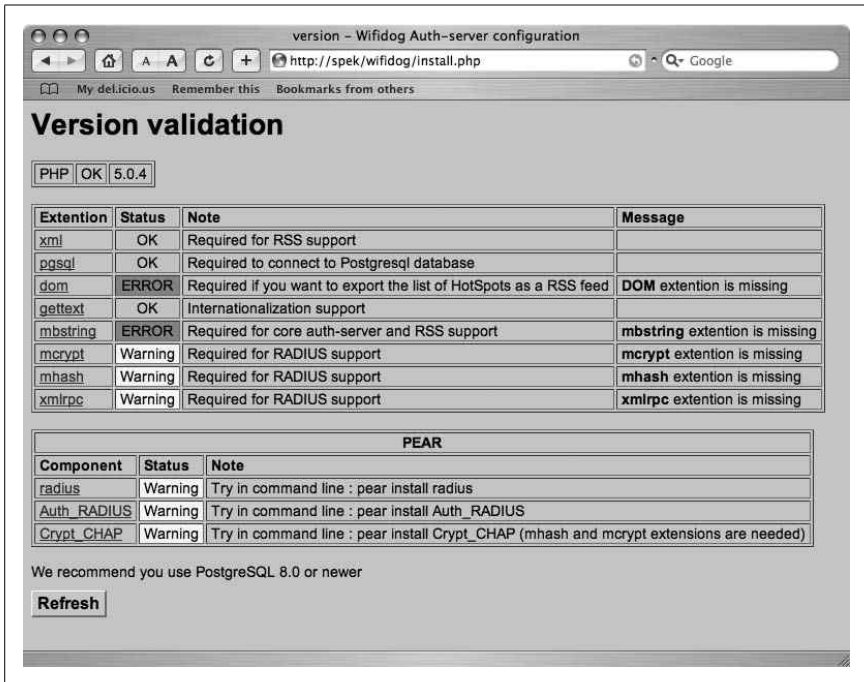 version – Wifidog Auth-server configuration
A A + http://spek/wifidog/install.php Google
My del.icio.us Remember this Bookmarks from others
Version validation
PHP OK 5.0.4
Extention Status Note Message
xml OK Required for RSS support
pgsql OK Required to connect to Postgresql database
dom ERROR Required if you want to export the list of HotSpots as a RSS feed DOM extention is missing
gettext OK Internationalization support
mbstring ERROR Required for core auth-server and RSS support mbstring extention is missing
mcrypt Warning Required for RADIUS support mcrypt extention is missing
mhash Warning Required for RADIUS support mhash extention is missing
xmlrpc Warning Required for RADIUS support xmlrpc extention is missing
PEAR
Component Status Note
radius Warning Try in command line : pear install radius
Auth_RADIUS Warning Try in command line : pear install Auth_RADIUS
Crypt_CHAP Warning Try in command line : pear install Crypt_CHAP (mhash and mcrypt extensions are needed)
We recommend you use PostgreSQL 8.0 or newer
Refresh